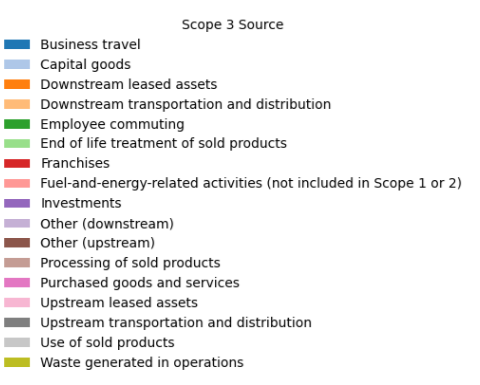 Scope 3 Source
Business travel
Capital goods
Downstream leased assets
Downstream transportation and distribution
Employee commuting
End of life treatment of sold products
Franchises
Fuel-and-energy-related activities (not included in Scope 1 or 2)
Investments
Other (downstream)
Other (upstream)
Processing of sold products
Purchased goods and services
Upstream leased assets
Upstream transportation and distribution
Use of sold products
Waste generated in operations